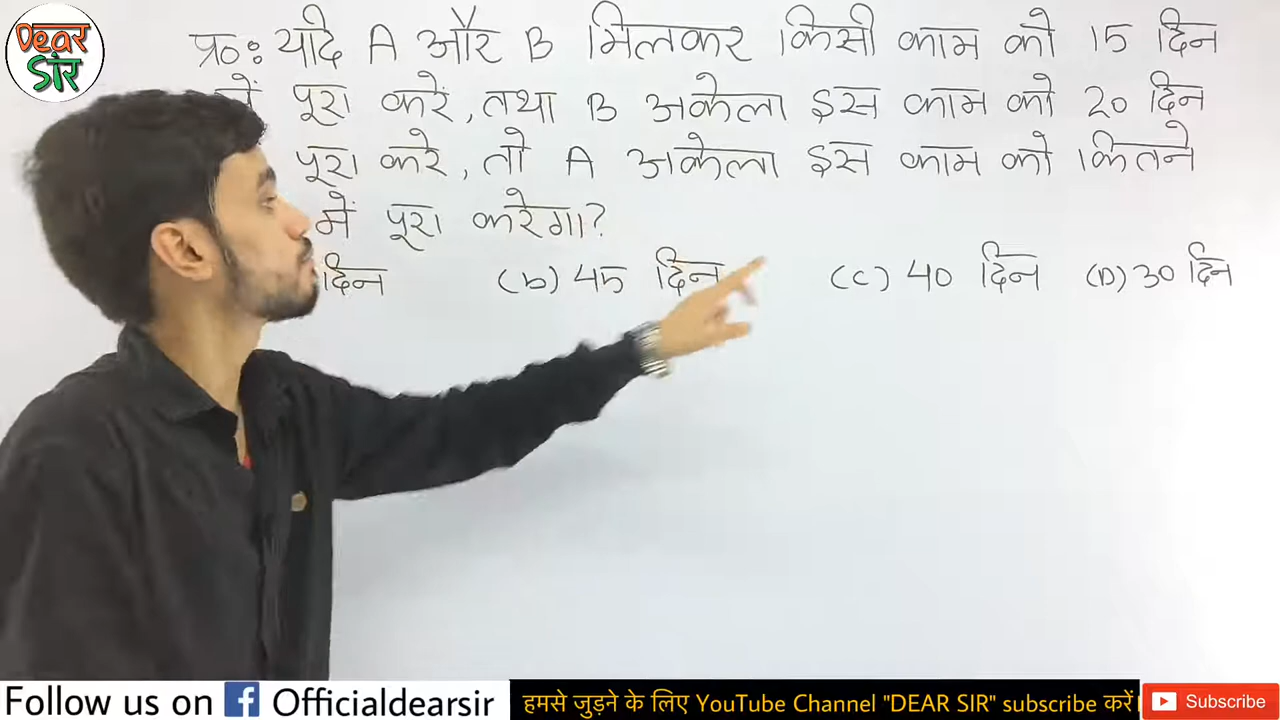 Dear Sir
प्र०ः यदि A और B मिलकर किसी काम को 15 दिन
में पूरा करें, तथा B अकेला इस काम को 20 दिन
पूरा करे, तो A अकेला इस काम को कितने
में पूरा करेगा?
दिन (b) 45 दिन (C) 40 दिन (D) 30 दिन
Follow us on f Officialdearsir हमसे जुड़ने के लिए YouTube Channel "DEAR SIR" subscribe करें। Subscribe